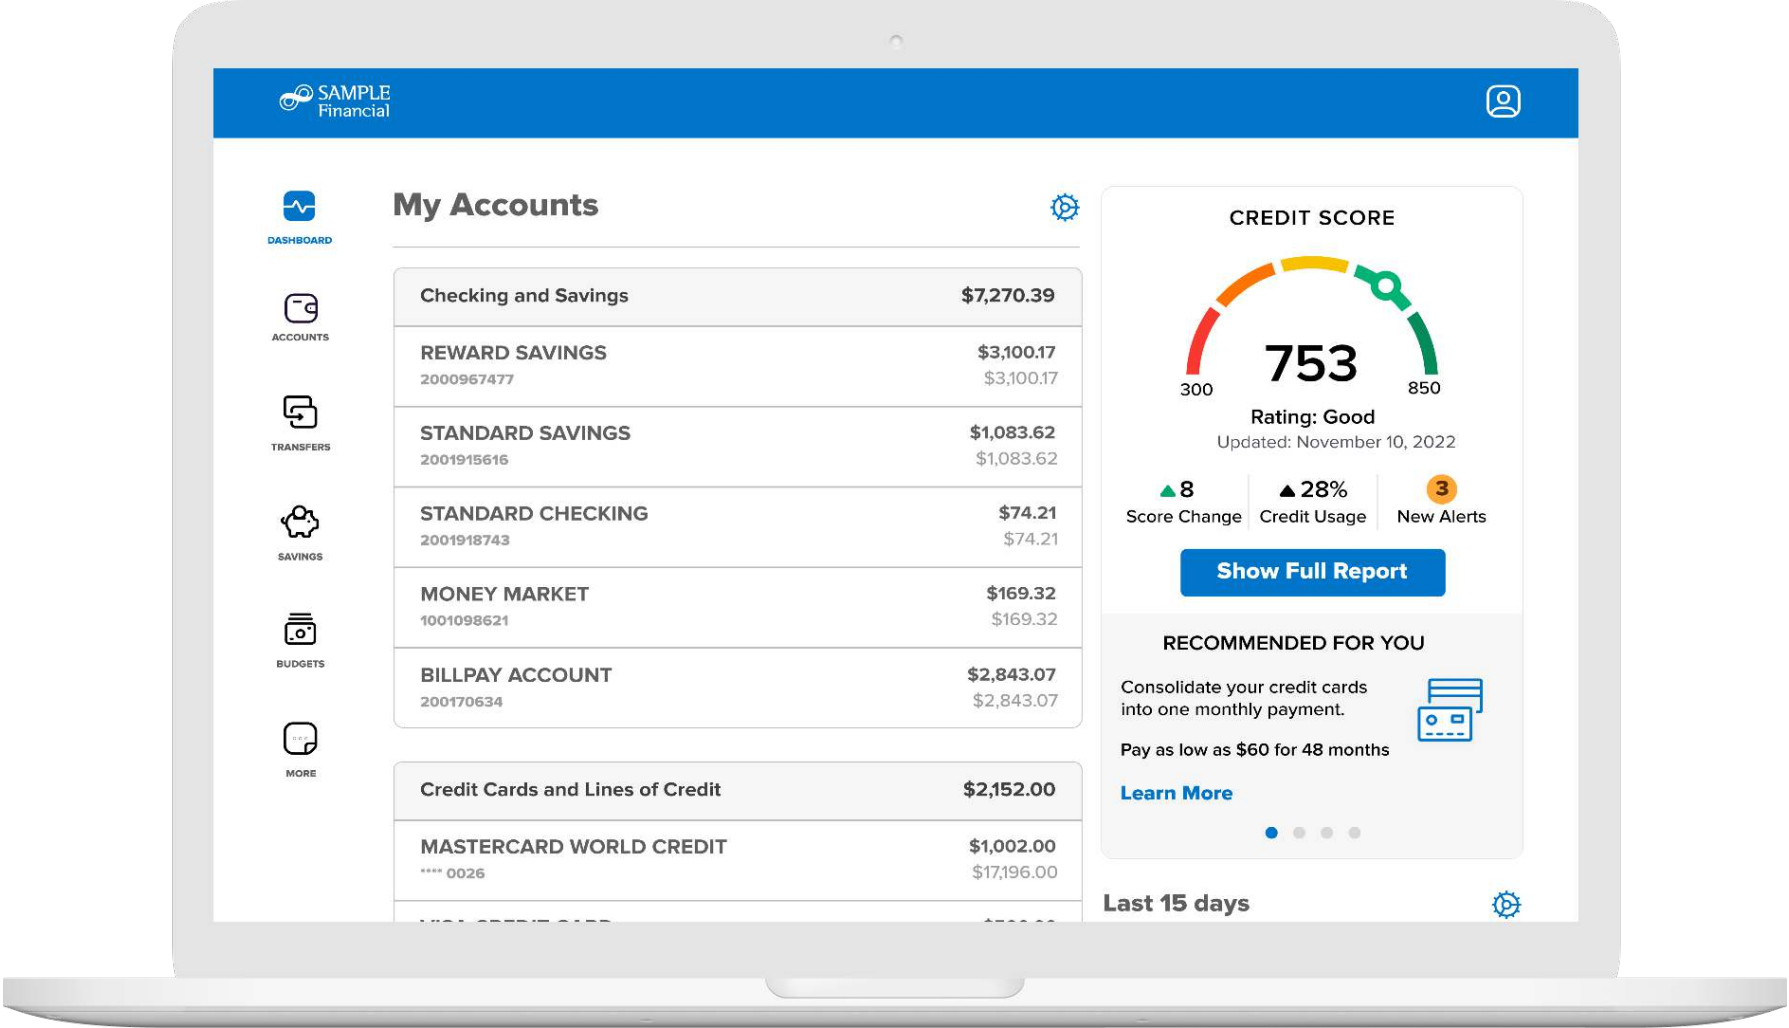 SAMPLE
Financial
DASHBOARD
ACCOUNTS
TRANSFERS
SAVINGS
BUDGETS
MORE
My Accounts
Checking and Savings $7,270.39
REWARD SAVINGS $3,100.17
2000967477 $3,100.17
STANDARD SAVINGS $1,083.62
2001915616 $1,083.62
STANDARD CHECKING $74.21
2001918743 $74.21
MONEY MARKET $169.32
1001098621 $169.32
BILLPAY ACCOUNT $2,843.07
200170634 $2,843.07
Credit Cards and Lines of Credit $2,152.00
MASTERCARD WORLD CREDIT $1,002.00
**** 0026 $17,196.00
CREDIT SCORE
753
300 850
Rating: Good
Updated: November 10, 2022
8 28% 3
Score Change Credit Usage New Alerts
Show Full Report
RECOMMENDED FOR YOU
Consolidate your credit cards
into one monthly payment.
Pay as low as $60 for 48 months
Learn More
Last 15 days